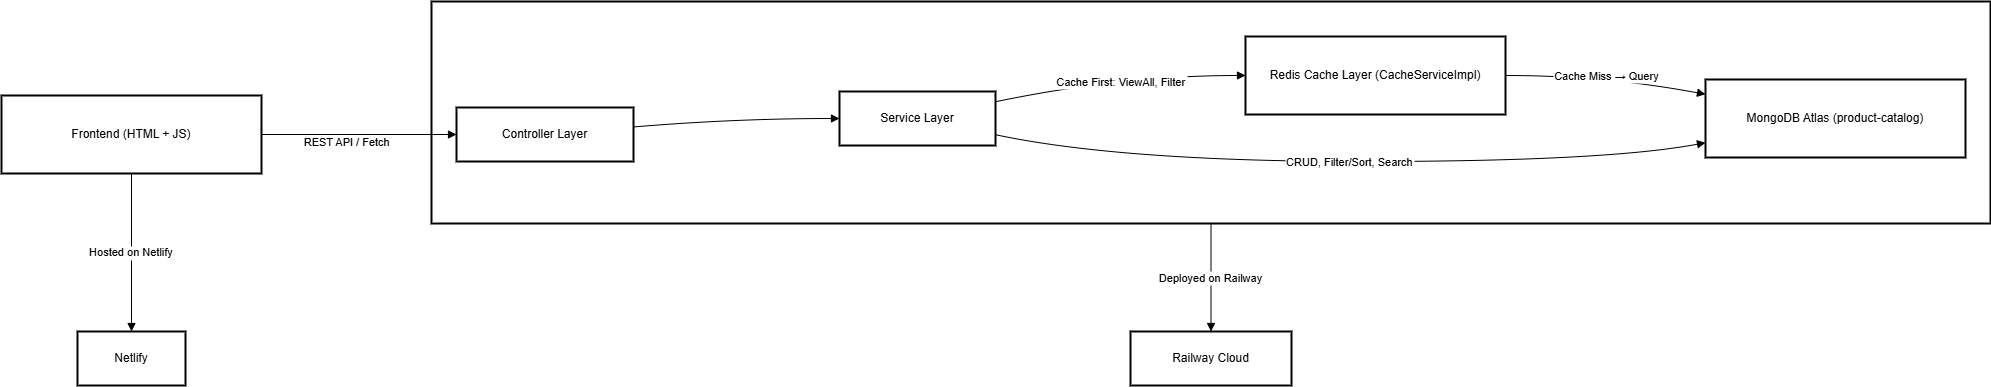 Frontend (HTML + JS)
REST API / Fetch
Controller Layer
Service Layer
Cache First: ViewAll, Filter
Redis Cache Layer (CacheServiceImpl)
Cache Miss → Query
MongoDB Atlas (product-catalog)
CRUD, Filter/Sort, Search
Hosted on Netlify
Deployed on Railway
Netlify
Railway Cloud